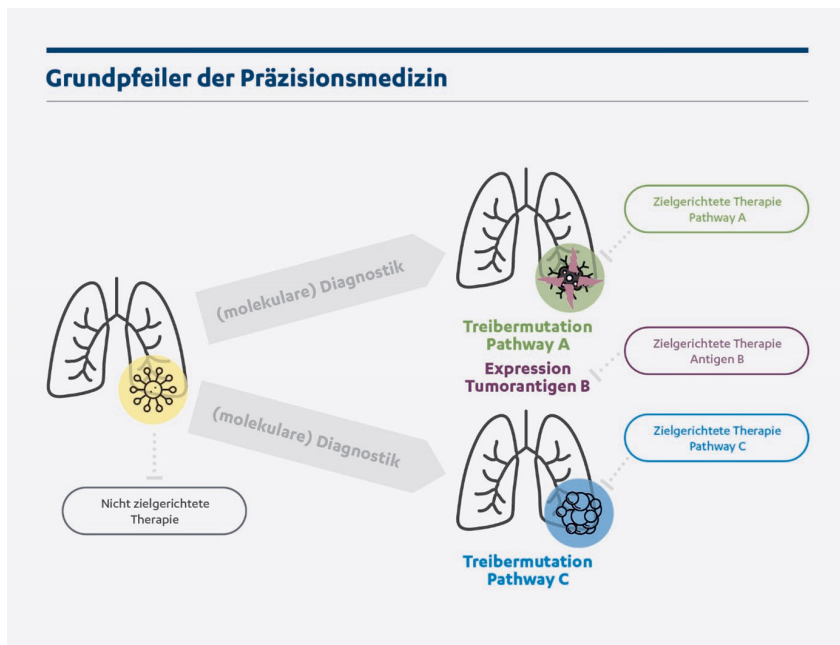 Grundpfeiler der Präzisionsmedizin
(molekulare) Diagnostik
(molekulare) Diagnostik
Nicht zielgerichtete
Therapie
Treibermutation
Pathway A
Expression
Tumorantigen B
Treibermutation
Pathway C
Zielgerichtete Therapie
Pathway A
Zielgerichtete Therapie
Antigen B
Zielgerichtete Therapie
Pathway C